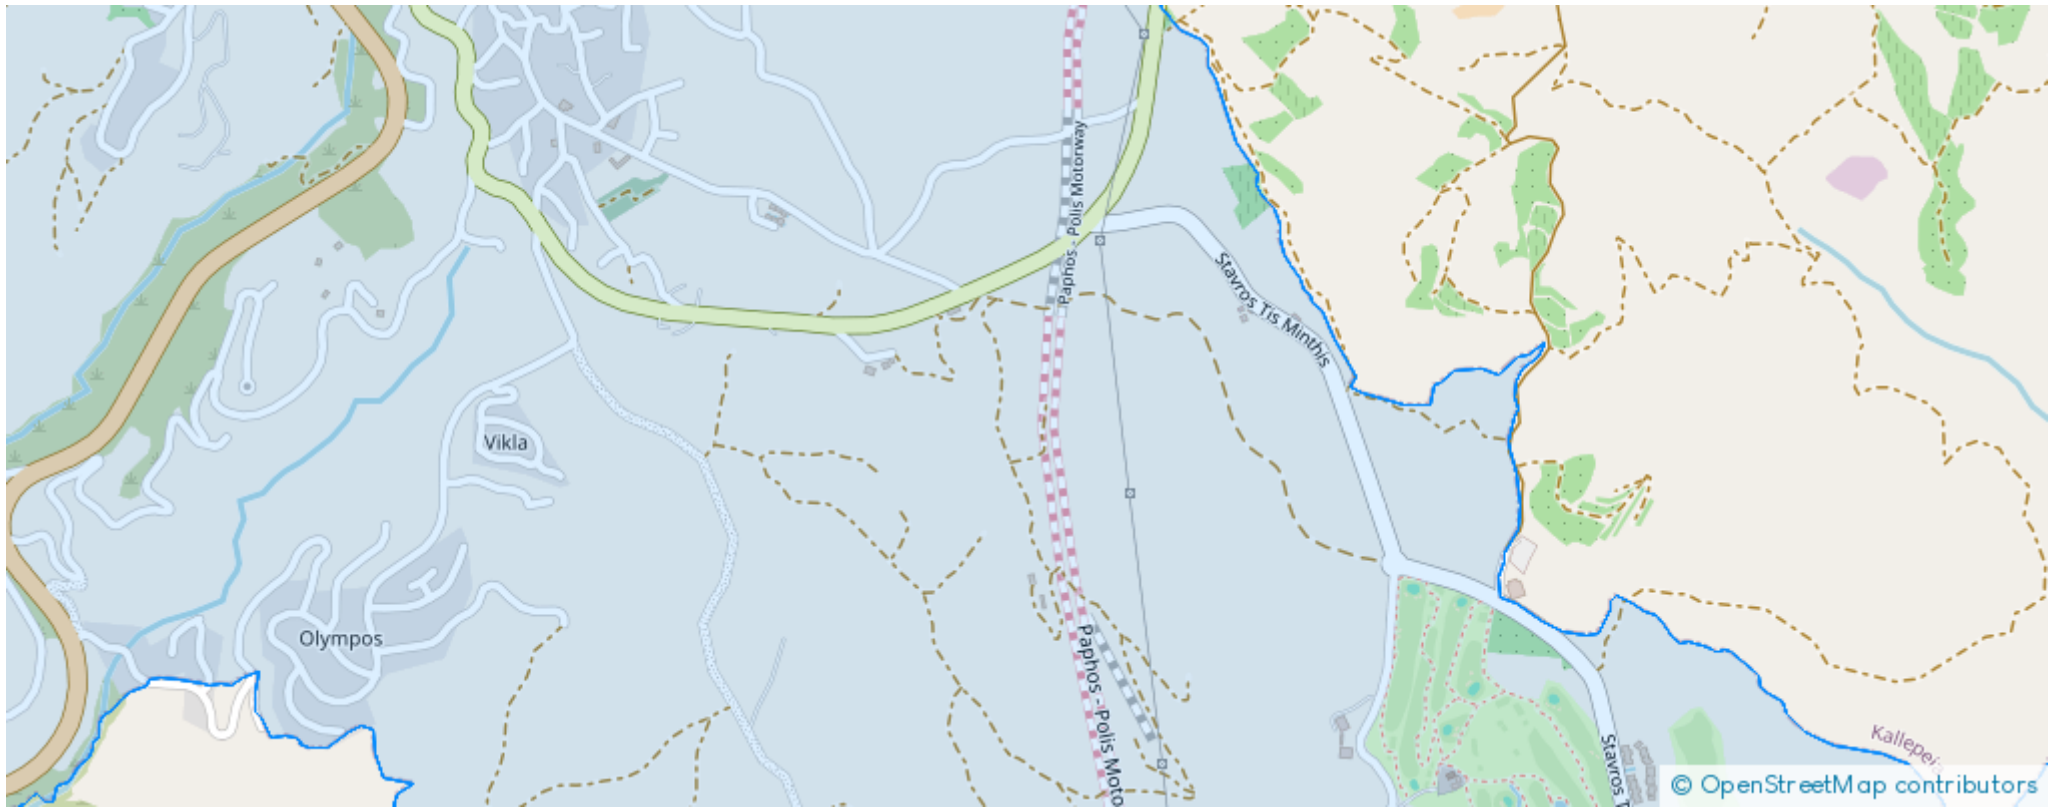 Paphos - Polis Motorway
Stavros Tis Minthis
Vikla
Olympos
Paphos - Polis Moto
Stavros T
Kallepei
© OpenStreetMap contributors